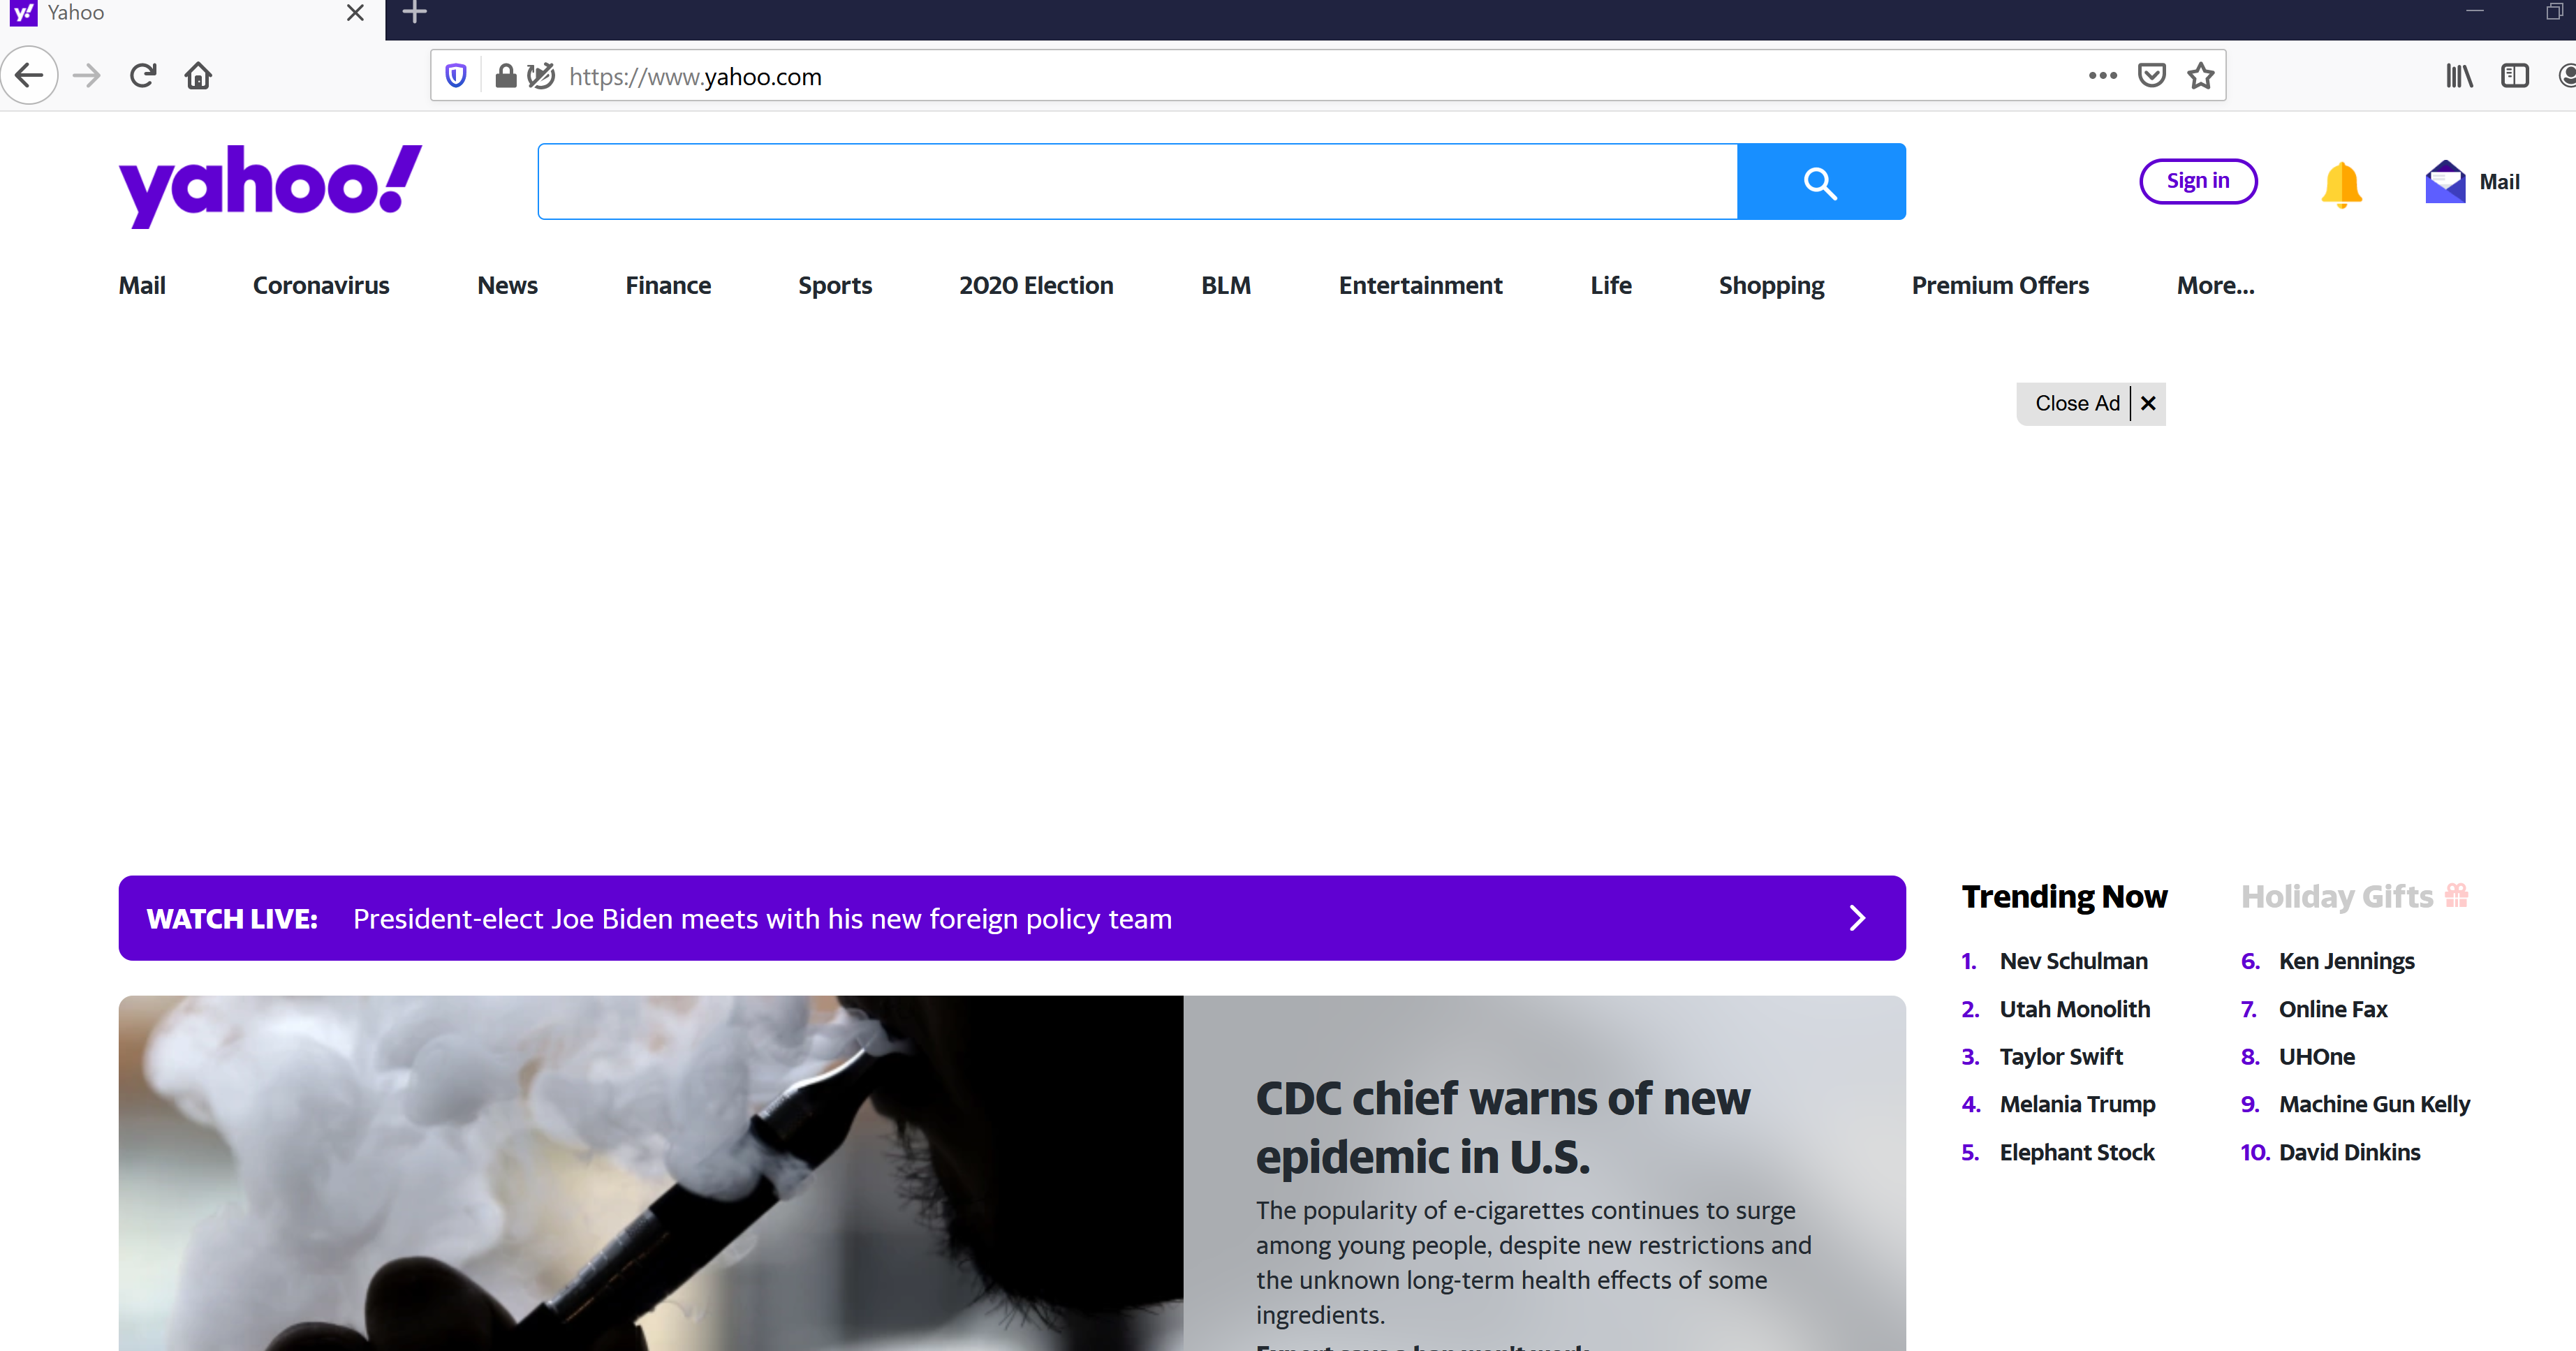 y! Yahoo
https://www.yahoo.com
yahoo!
Sign in
Mail
Mail Coronavirus News Finance Sports 2020 Election BLM Entertainment Life Shopping Premium Offers More...
Close Ad
WATCH LIVE: President-elect Joe Biden meets with his new foreign policy team
CDC chief warns of new
epidemic in U.S.
The popularity of e-cigarettes continues to surge
among young people, despite new restrictions and
the unknown long-term health effects of some
ingredients.
Expert says a ban won't work
Trending Now
Holiday Gifts
1. Nev Schulman
2. Utah Monolith
3. Taylor Swift
4. Melania Trump
5. Elephant Stock
6. Ken Jennings
7. Online Fax
8. UHOne
9. Machine Gun Kelly
10. David Dinkins